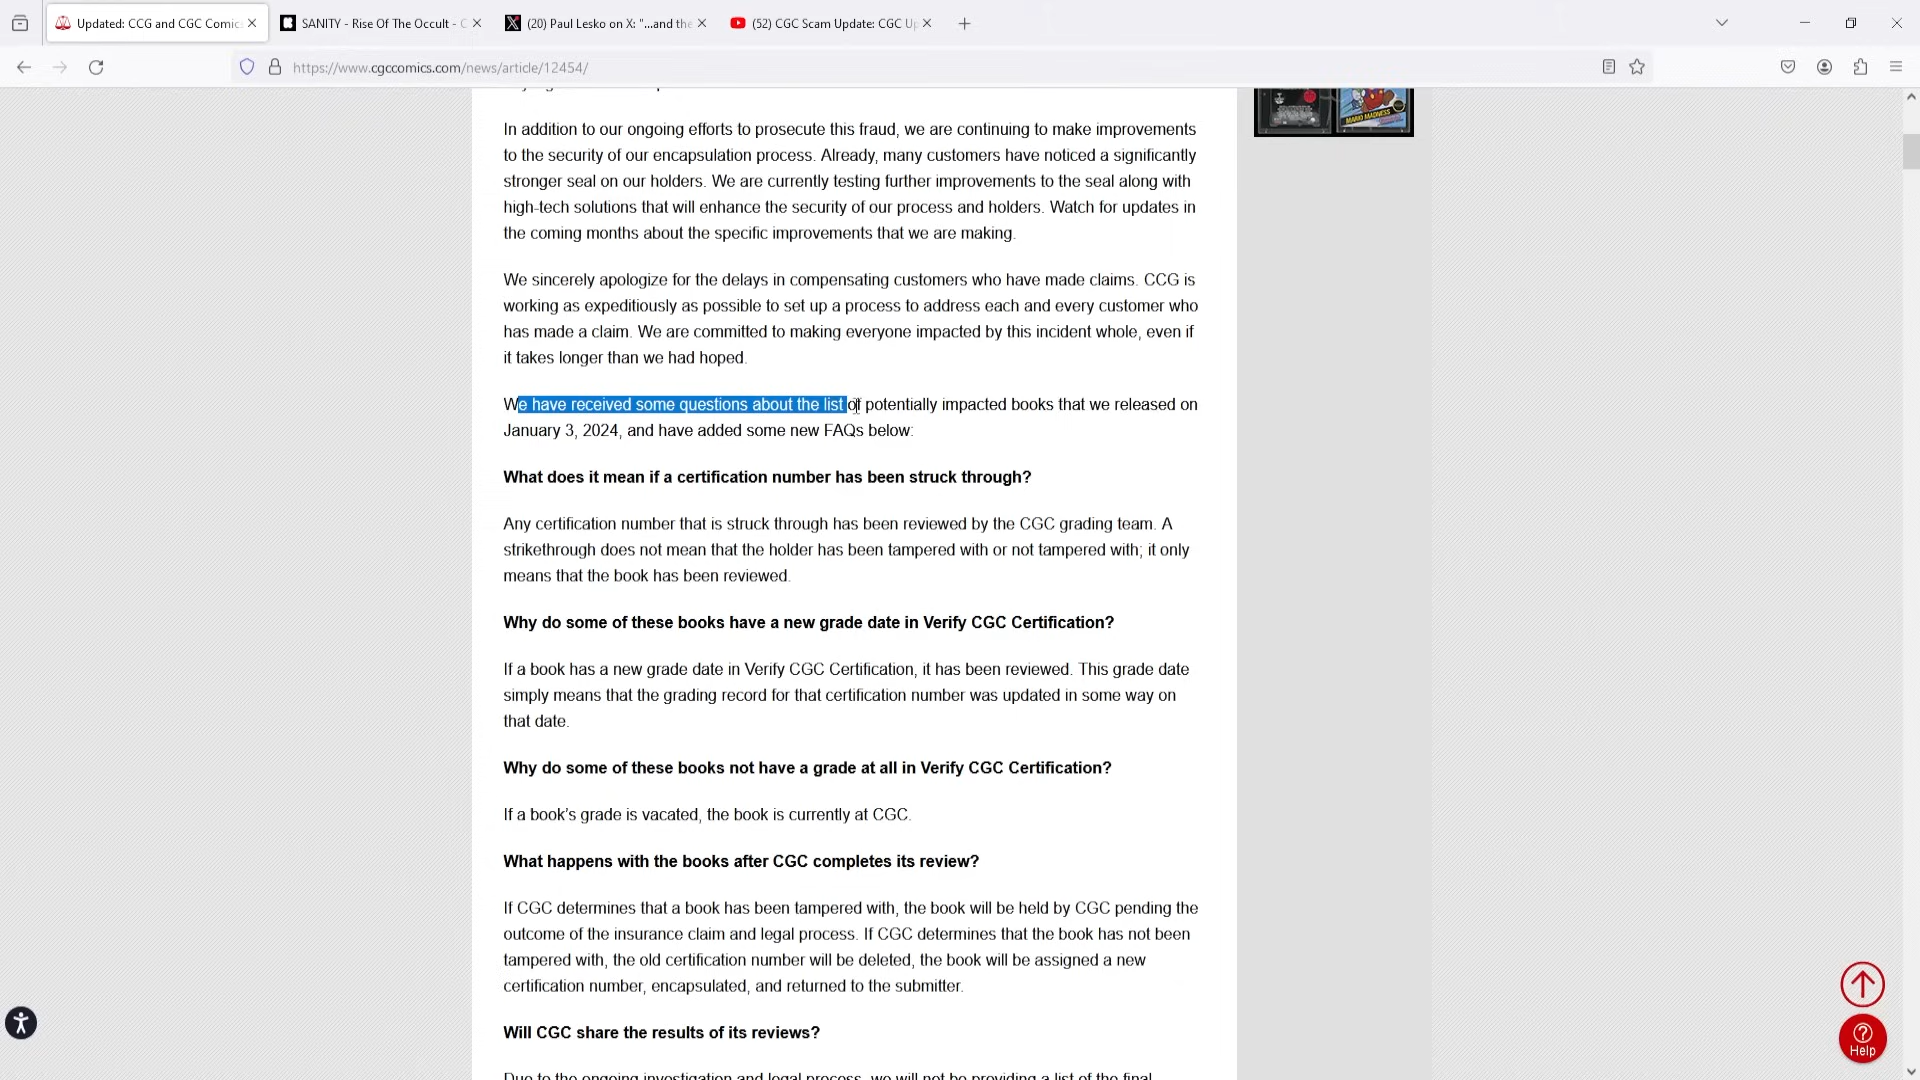 Updated: CCG and CGC Comic
SANITY - Rise Of The Occult - C
(20) Paul Lesko on X: "...and the
(52) CGC Scam Update: CGC Up
https://www.cgccomics.com/news/article/12454/
MARIO MADNESS
In addition to our ongoing efforts to prosecute this fraud, we are continuing to make improvements
to the security of our encapsulation process. Already, many customers have noticed a significantly
stronger seal on our holders. We are currently testing further improvements to the seal along with
high-tech solutions that will enhance the security of our process and holders. Watch for updates in
the coming months about the specific improvements that we are making.
We sincerely apologize for the delays in compensating customers who have made claims. CCG is
working as expeditiously as possible to set up a process to address each and every customer who
has made a claim. We are committed to making everyone impacted by this incident whole, even if
it takes longer than we had hoped.
We have received some questions about the list of potentially impacted books that we released on
January 3, 2024, and have added some new FAQs below:
What does it mean if a certification number has been struck through?
Any certification number that is struck through has been reviewed by the CGC grading team. A
strikethrough does not mean that the holder has been tampered with or not tampered with; it only
means that the book has been reviewed.
Why do some of these books have a new grade date in Verify CGC Certification?
If a book has a new grade date in Verify CGC Certification, it has been reviewed. This grade date
simply means that the grading record for that certification number was updated in some way on
that date.
Why do some of these books not have a grade at all in Verify CGC Certification?
If a book’s grade is vacated, the book is currently at CGC.
What happens with the books after CGC completes its review?
If CGC determines that a book has been tampered with, the book will be held by CGC pending the
outcome of the insurance claim and legal process. If CGC determines that the book has not been
tampered with, the old certification number will be deleted, the book will be assigned a new
certification number, encapsulated, and returned to the submitter.
Will CGC share the results of its reviews?
Due to the ongoing investigation and legal process, we will not be providing a list of the final
Help